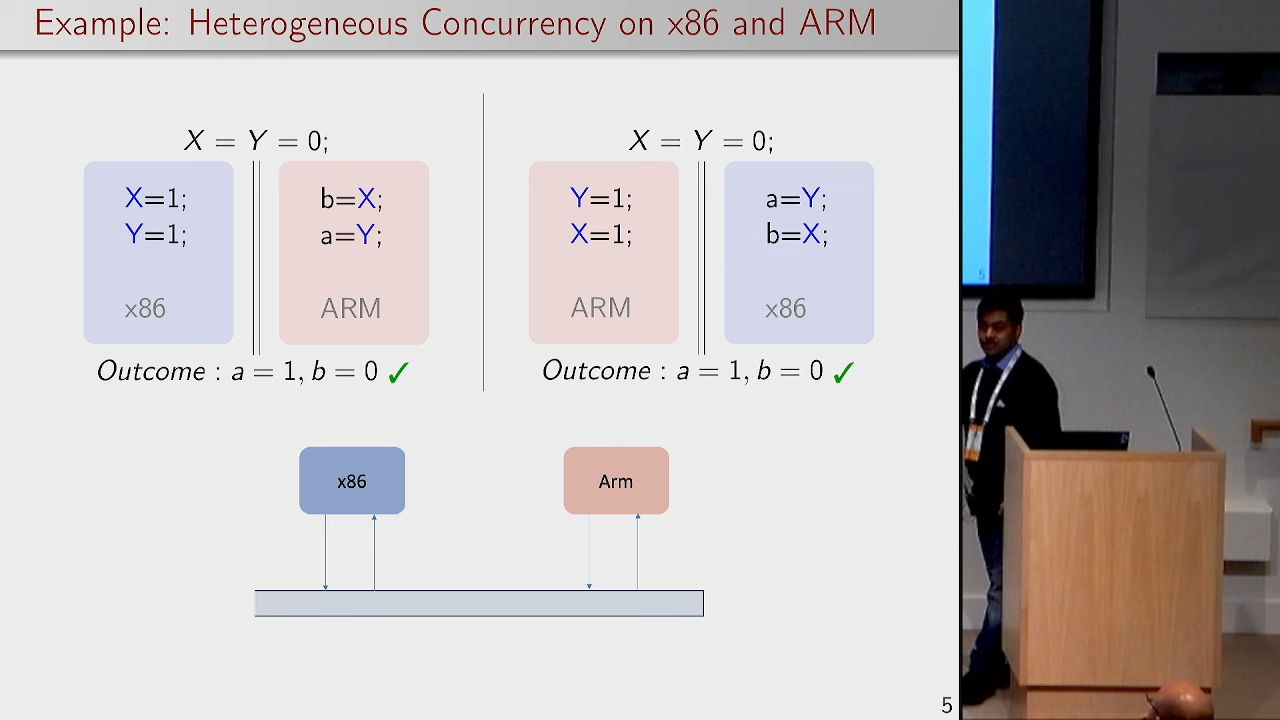 Example: Heterogeneous Concurrency on x86 and ARM
X = Y = 0;
X=1;
Y=1;
x86
b=X;
a=Y;
ARM
Outcome : a = 1, b = 0 ✓
X = Y = 0;
Y=1;
X=1;
ARM
a=Y;
b=X;
x86
Outcome : a = 1, b = 0 ✓
x86
Arm
5
5